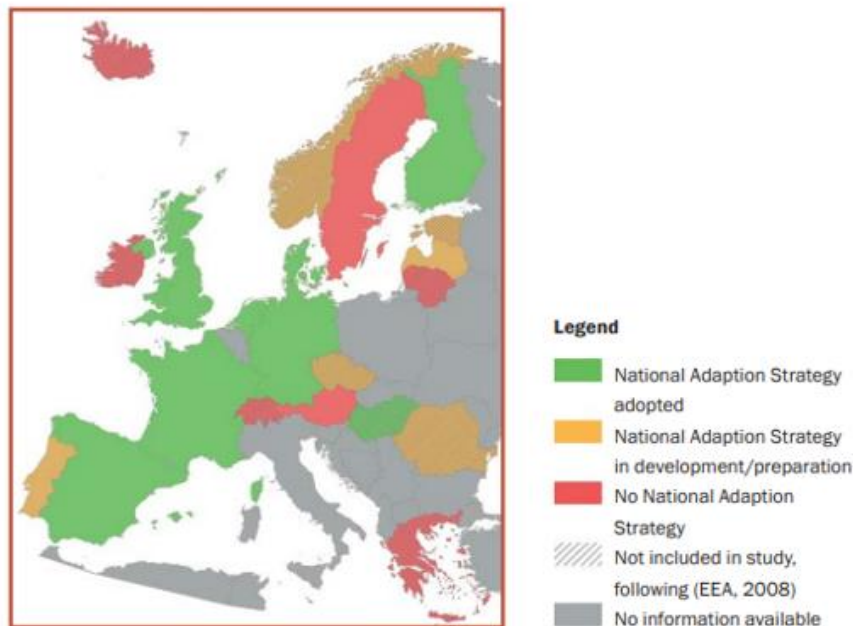 Legend
National Adaption Strategy
adopted
National Adaption Strategy
in development/preparation
No National Adaption
Strategy
Not included in study,
following (EEA, 2008)
No information available